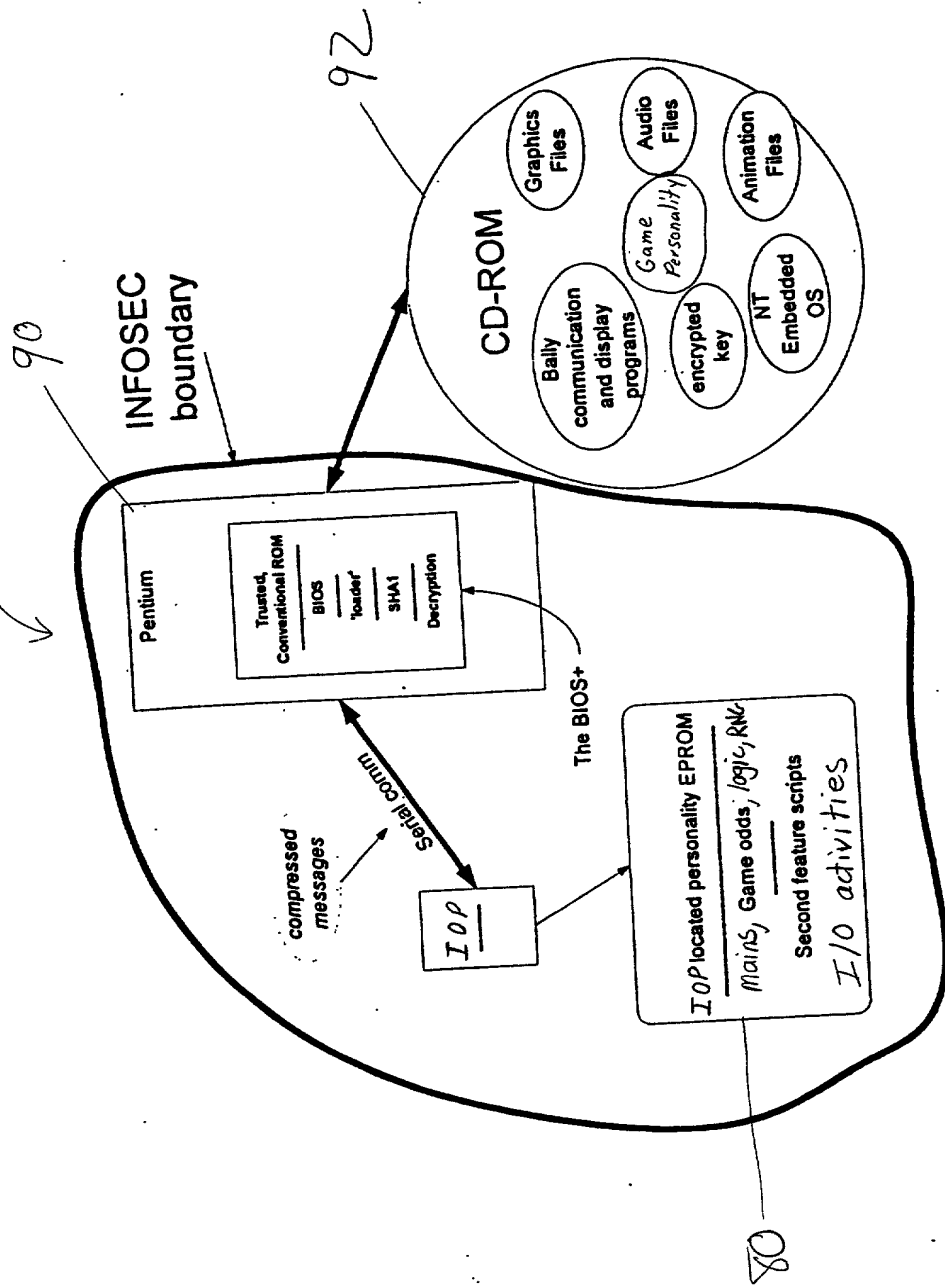 90
INFOSEC
boundary
92
Pentium
Trusted,
Conventional ROM
BIOS
'loader'
SHA1
Decryption
The BIOS+
compressed
messages
Serial comm
IOP
IOP located personality EPROM
mains, Game odds, logic, RNG
Second feature scripts
I/O activities
80
CD-ROM
Graphics
Files
Audio
Files
Animation
Files
Game
Personality
Bally
communication
and display
programs
encrypted
key
NT
Embedded
OS